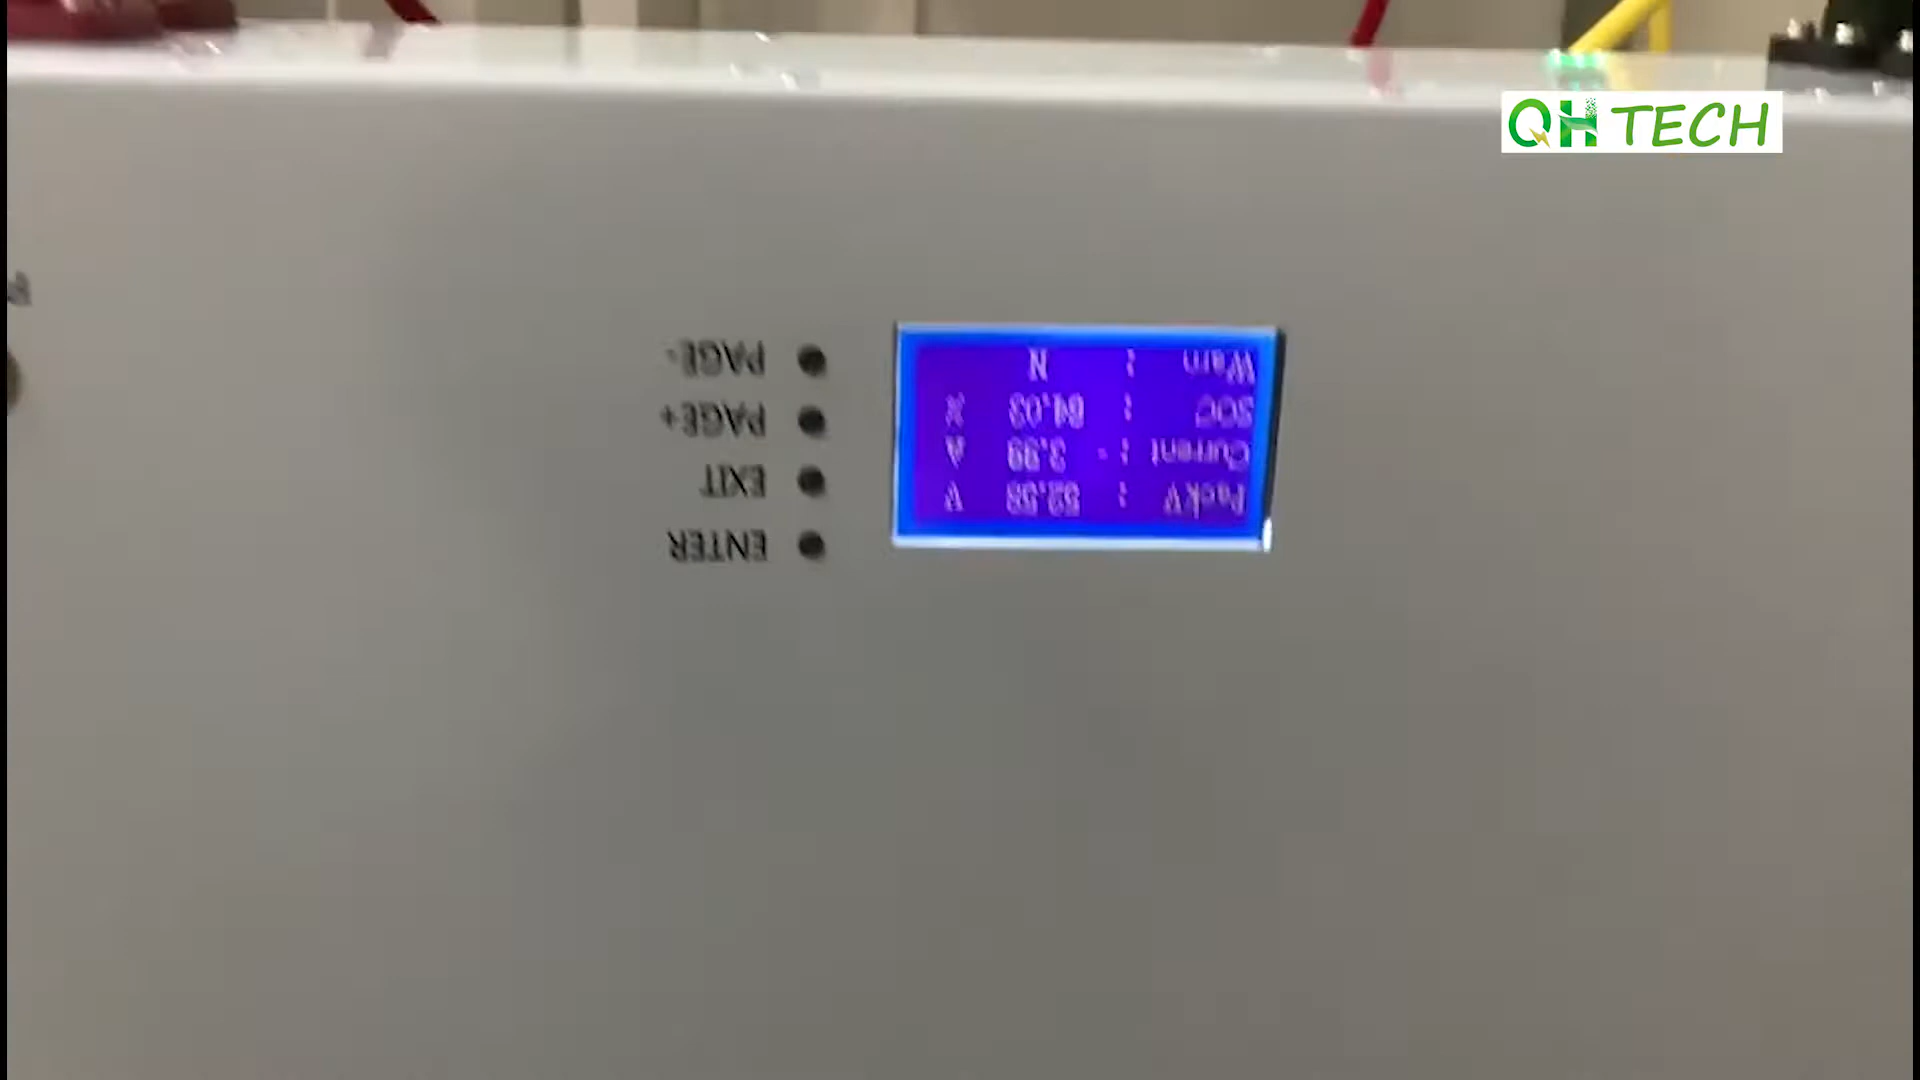 QH TECH
PackV : 52.58 V
Current : - 3.99 A
SOC : 64.03 %
Warn : N
ENTER
EXIT
PAGE+
PAGE-